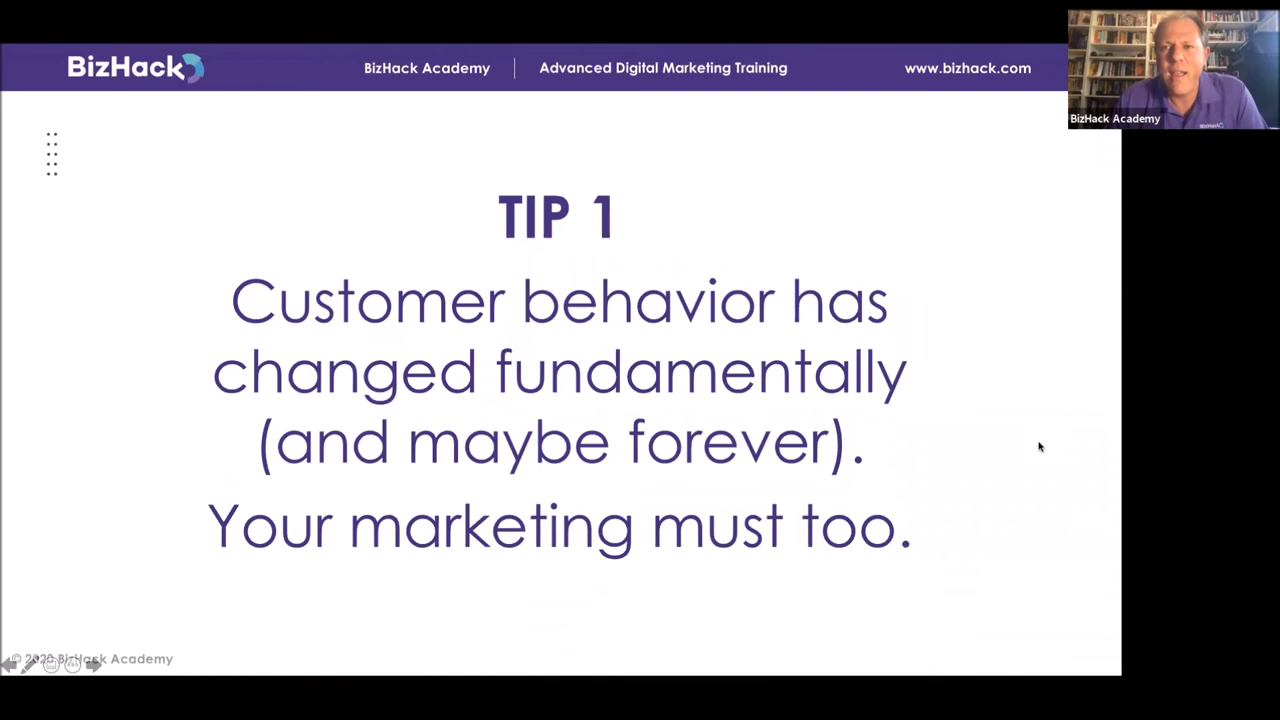 BizHack
BizHack Academy
Advanced Digital Marketing Training
www.bizhack.com
BizHack Academy
TIP 1
Customer behavior has
changed fundamentally
(and maybe forever).
Your marketing must too.
© 2020 BizHack Academy